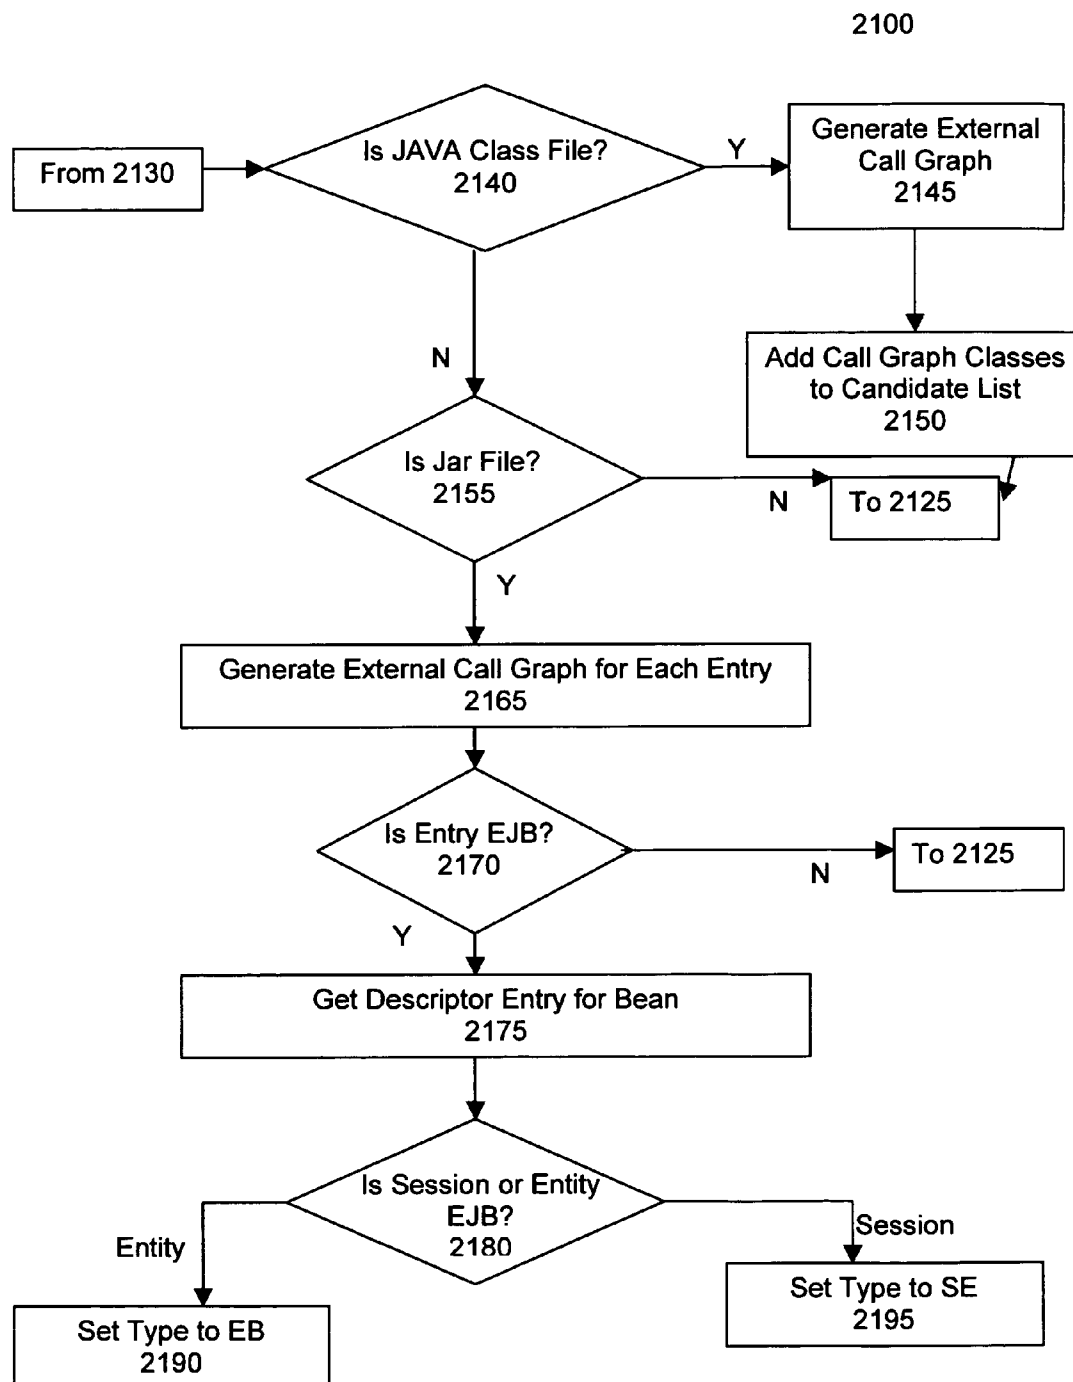 2100
Is JAVA Class File?
2140
Y
Generate External
Call Graph
2145
From 2130
N
Add Call Graph Classes
to Candidate List
2150
Is Jar File?
2155
N
To 2125
Y
Generate External Call Graph for Each Entry
2165
Is Entry EJB?
2170
N
To 2125
Y
Get Descriptor Entry for Bean
2175
Is Session or Entity
EJB?
2180
Entity
Session
Set Type to EB
2190
Set Type to SE
2195